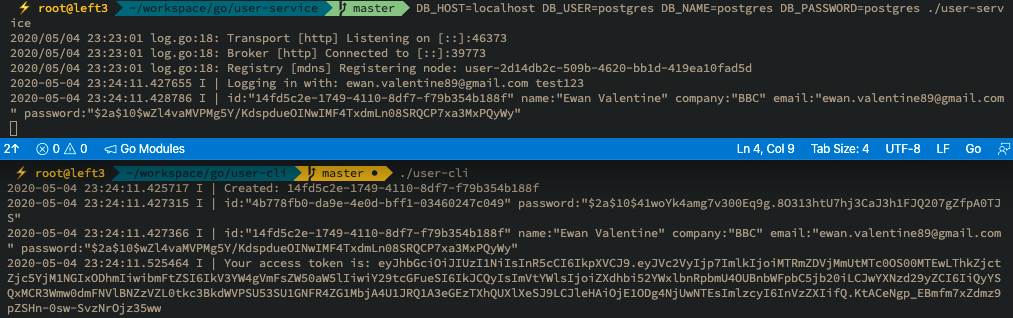 ⚡ root@left3 ~/workspace/go/user-service master DB_HOST=localhost DB_USER=postgres DB_NAME=postgres DB_PASSWORD=postgres ./user-serv
ice
2020/05/04 23:23:01 log.go:18: Transport [http] Listening on [::]:46373
2020/05/04 23:23:01 log.go:18: Broker [http] Connected to [::]:39773
2020/05/04 23:23:01 log.go:18: Registry [mdns] Registering node: user-2d14db2c-509b-4620-bb1d-419ea10fad5d
2020-05-04 23:24:11.427655 I | Logging in with: ewan.valentine89@gmail.com test123
2020-05-04 23:24:11.428786 I | id:"14fd5c2e-1749-4110-8df7-f79b354b188f" name:"Ewan Valentine" company:"BBC" email:"ewan.valentine89@gmail.com
" password:"$2a$10$wZl4vaMVPMg5Y/KdspdueOINwIMF4TxdmLn08SRQCP7xa3MxPQyWy"
2↑ 0 0 Go Modules Ln 4, Col 9 Tab Size: 4 UTF-8 LF Go
⚡ root@left3 ~/workspace/go/user-cli master ● ./user-cli
2020-05-04 23:24:11.425717 I | Created: 14fd5c2e-1749-4110-8df7-f79b354b188f
2020-05-04 23:24:11.427315 I | id:"4b778fb0-da9e-4e0d-bff1-03460247c049" password:"$2a$10$41woYk4amg7v300Eq9g.8O313htU7hj3CaJ3h1FJQ207gZfpA0TJ
S"
2020-05-04 23:24:11.427366 I | id:"14fd5c2e-1749-4110-8df7-f79b354b188f" name:"Ewan Valentine" company:"BBC" email:"ewan.valentine89@gmail.com
" password:"$2a$10$wZl4vaMVPMg5Y/KdspdueOINwIMF4TxdmLn08SRQCP7xa3MxPQyWy"
2020-05-04 23:24:11.525464 I | Your access token is: eyJhbGciOiJIUzI1NiIsInR5cCI6IkpXVCJ9.eyJVc2VyIjp7ImlkIjoiMTRmZDVjMmUtMTc0OS00MTEwLThkZjct
Zjc5YjM1NGIxODhmIiwibmFtZSI6IkV3YW4gVmFsZW50aW5lIiwiY29tcGFueSI6IkJCQyIsImVtYWlsIjoiZXdhbi52YWxlbnRpbmU4OUBnbWFpbC5jb20iLCJwYXNzd29yZCI6IiQyYSQxMCR3Wmw0dmFNVlBNZzVZL0tkc3BkdWVPSU53SU1GNFR4ZG1MbjA4U1JRQ1A3eGEzTXhQUXlXeSJ9LCJleHAiOjE1ODg4NjUwNTEsImlzcyI6InVzZXIifQ.KtACeNgp_EBmfm7xZdmz9
pZSHn-0sw-SvzNrOjz35ww